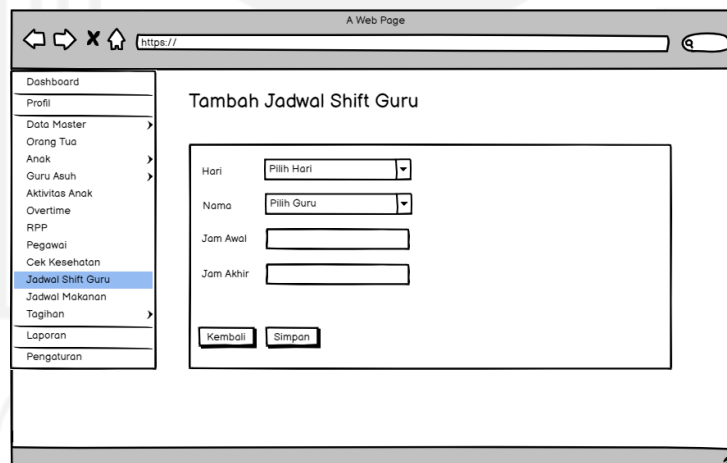 A Web Page
https://
Dashboard
Profil
Data Master
Orang Tua
Anak
Guru Asuh
Aktivitas Anak
Overtime
RPP
Pegawai
Cek Kesehatan
Jadwal Shift Guru
Jadwal Makanan
Tagihan
Laporan
Pengaturan
Tambah Jadwal Shift Guru
Hari Pilih Hari
Nama Pilih Guru
Jam Awal
Jam Akhir
Kembali Simpan